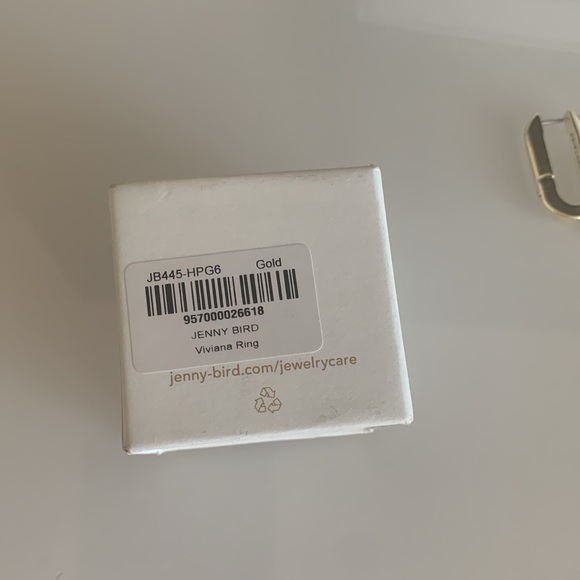 JB445-HPG6 Gold
957000026618
JENNY BIRD
Viviana Ring
jenny-bird.com/jewelrycare